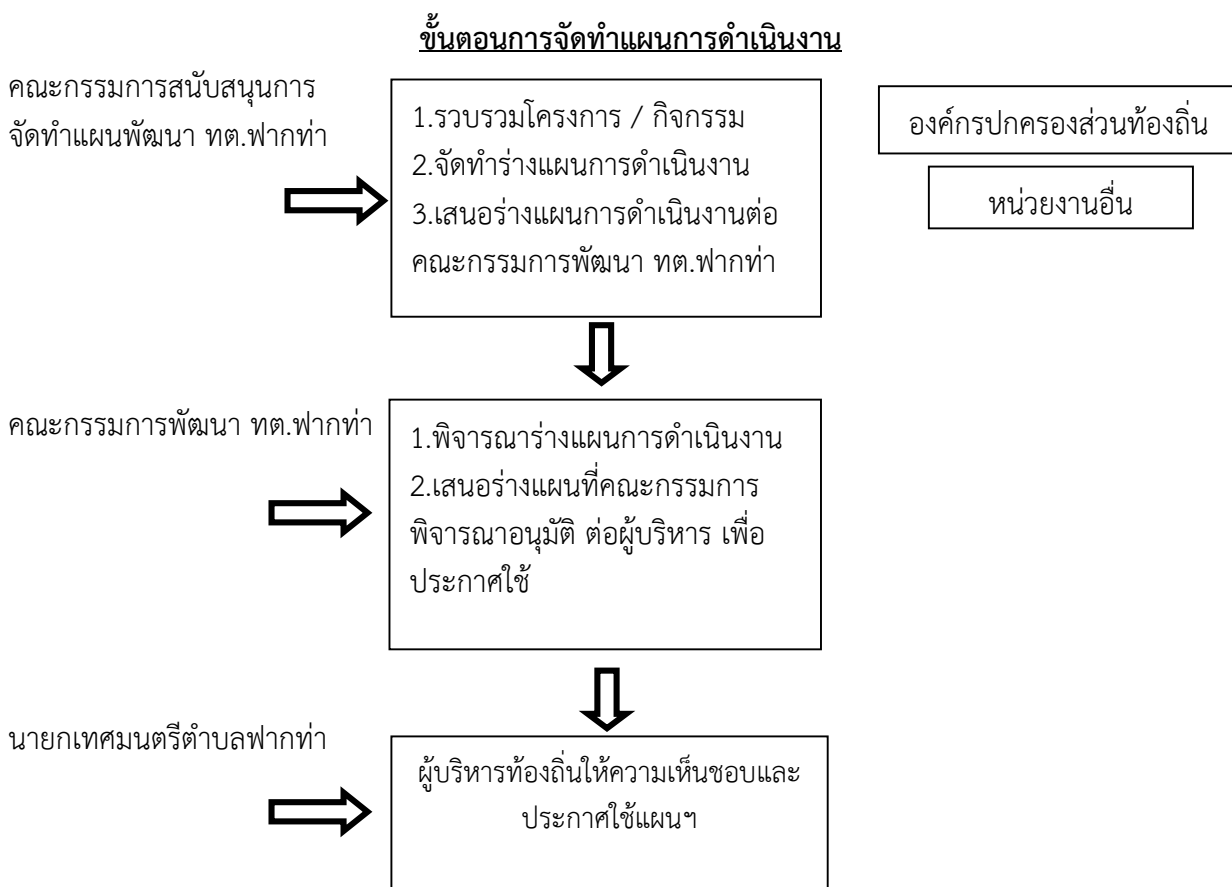 ขั้นตอนการจัดทำแผนการดำเนินงาน
คณะกรรมการสนับสนุนการ
จัดทำแผนพัฒนา ทต.ฟากท่า
1.รวบรวมโครงการ / กิจกรรม
2.จัดทำร่างแผนการดำเนินงาน
3.เสนอร่างแผนการดำเนินงานต่อ
คณะกรรมการพัฒนา ทต.ฟากท่า
องค์กรปกครองส่วนท้องถิ่น
หน่วยงานอื่น
คณะกรรมการพัฒนา ทต.ฟากท่า
1.พิจารณาร่างแผนการดำเนินงาน
2.เสนอร่างแผนที่คณะกรรมการ
พิจารณาอนุมัติ ต่อผู้บริหาร เพื่อ
ประกาศใช้
นายกเทศมนตรีตำบลฟากท่า
ผู้บริหารท้องถิ่นให้ความเห็นชอบและ
ประกาศใช้แผนฯ